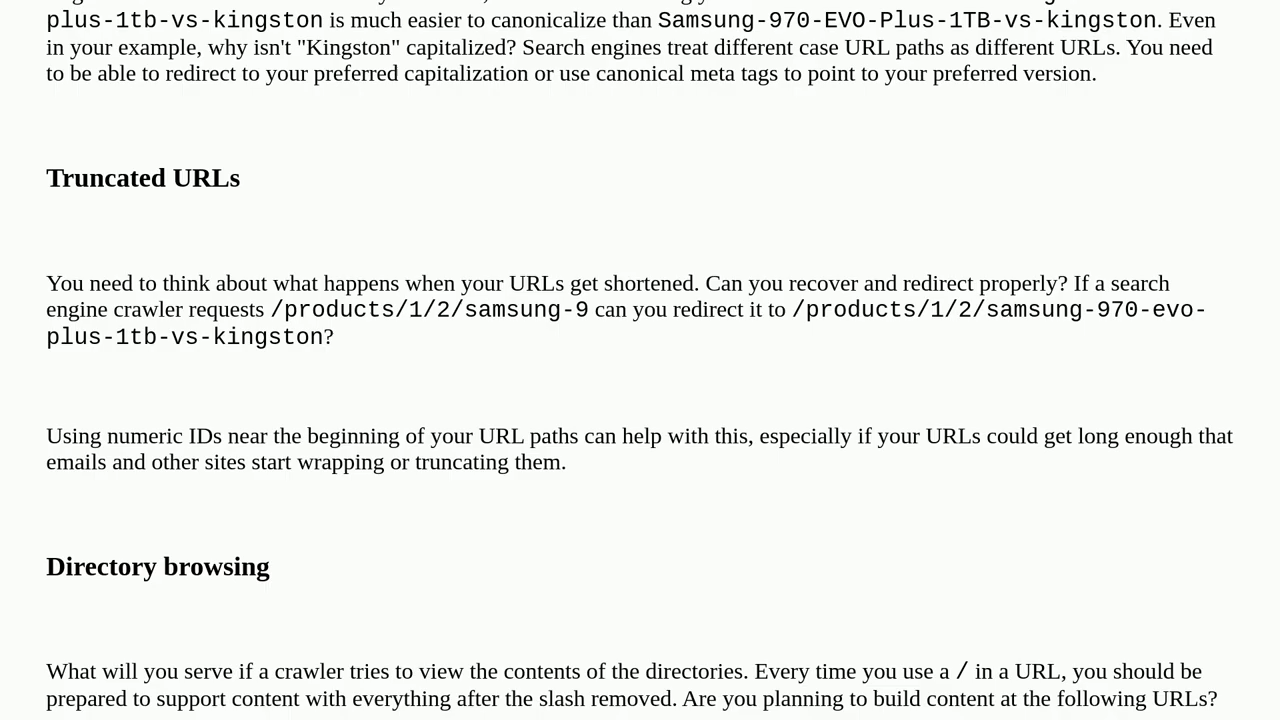 plus-1tb-vs-kingston is much easier to canonicalize than Samsung-970-EVO-Plus-1TB-vs-kingston. Even
in your example, why isn't "Kingston" capitalized? Search engines treat different case URL paths as different URLs. You need
to be able to redirect to your preferred capitalization or use canonical meta tags to point to your preferred version.
Truncated URLs
You need to think about what happens when your URLs get shortened. Can you recover and redirect properly? If a search
engine crawler requests /products/1/2/samsung-9 can you redirect it to /products/1/2/samsung-970-evo-
plus-1tb-vs-kingston?
Using numeric IDs near the beginning of your URL paths can help with this, especially if your URLs could get long enough that
emails and other sites start wrapping or truncating them.
Directory browsing
What will you serve if a crawler tries to view the contents of the directories. Every time you use a / in a URL, you should be
prepared to support content with everything after the slash removed. Are you planning to build content at the following URLs?